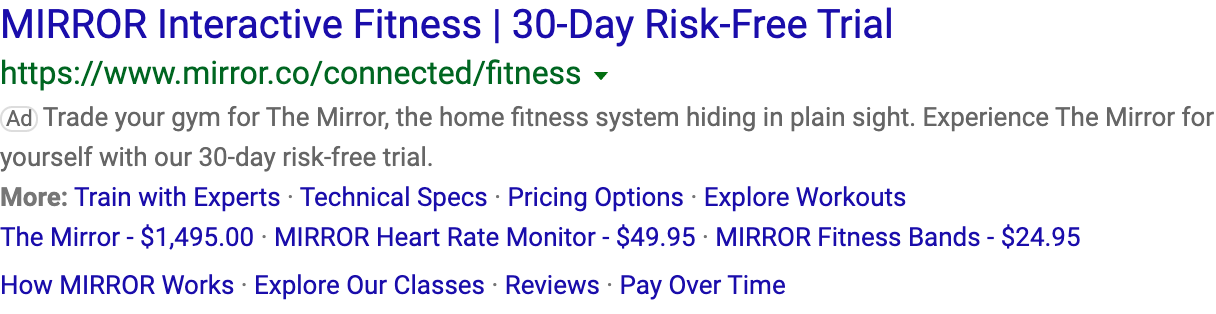 MIRROR Interactive Fitness | 30-Day Risk-Free Trial
https://www.mirror.co/connected/fitness
Ad Trade your gym for The Mirror, the home fitness system hiding in plain sight. Experience The Mirror for
yourself with our 30-day risk-free trial.
More: Train with Experts · Technical Specs · Pricing Options · Explore Workouts
The Mirror - $1,495.00 · MIRROR Heart Rate Monitor - $49.95 · MIRROR Fitness Bands - $24.95
How MIRROR Works · Explore Our Classes · Reviews · Pay Over Time